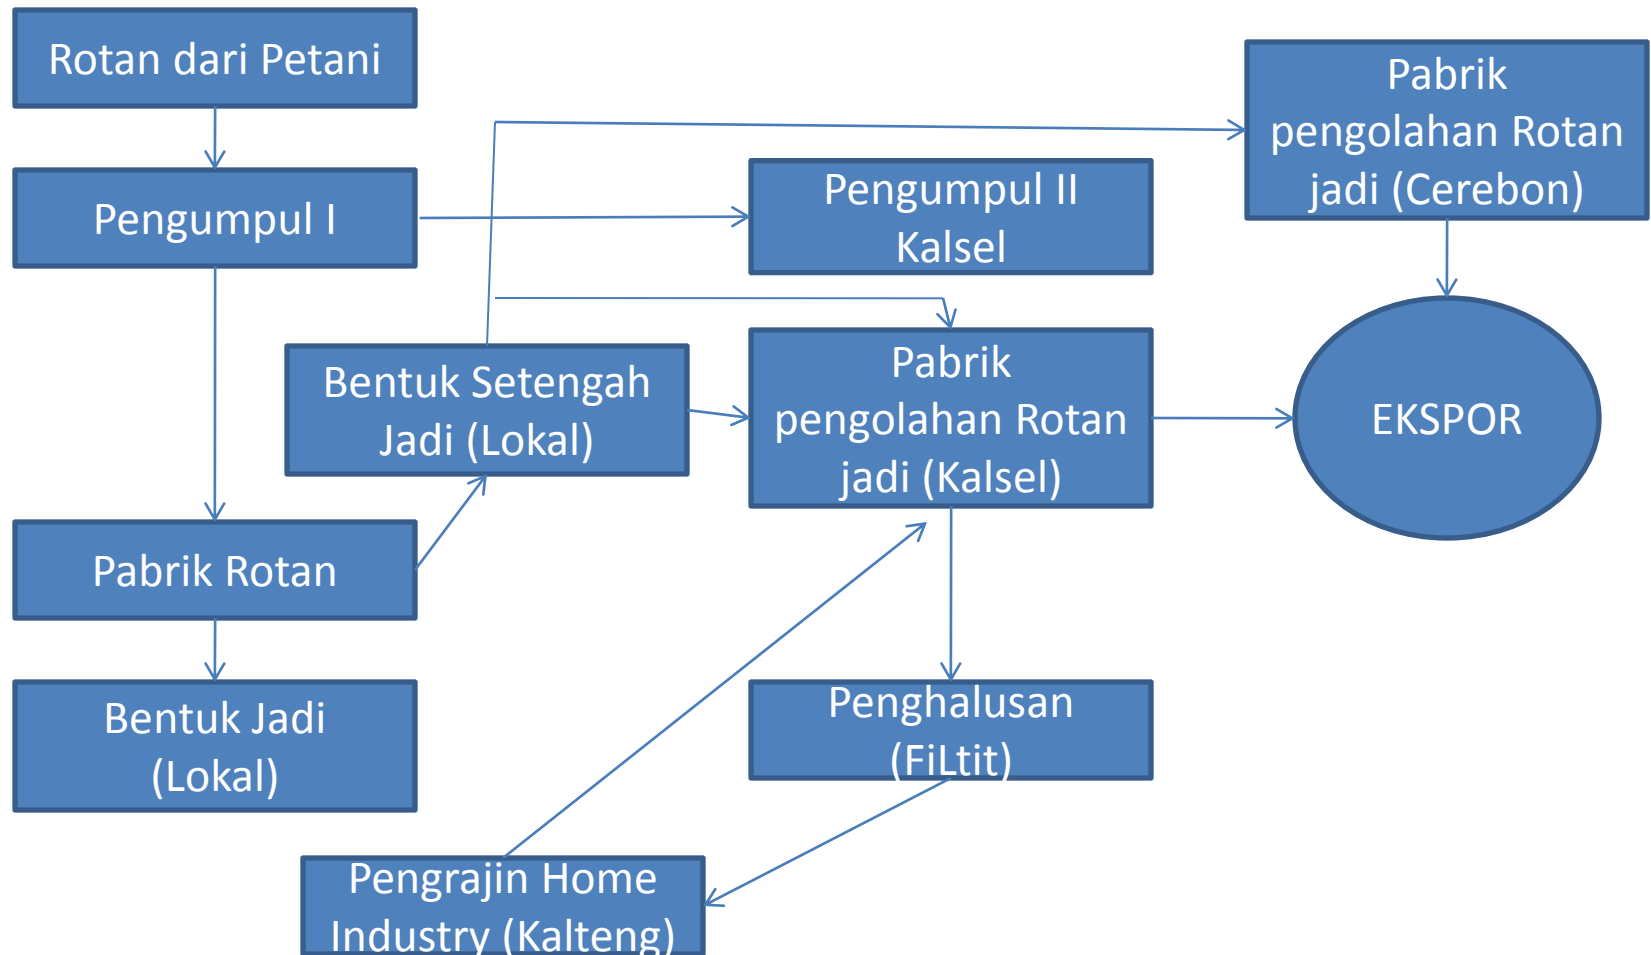 Rotan dari Petani
Pengumpul I
Pabrik Rotan
Bentuk Jadi
(Lokal)
Bentuk Setengah
Jadi (Lokal)
Pengumpul II
Kalsel
Pabrik
pengolahan Rotan
jadi (Kalsel)
Penghalusan
(FiLtit)
Pengrajin Home
Industry (Kalteng)
Pabrik
pengolahan Rotan
jadi (Cerebon)
EKSPOR